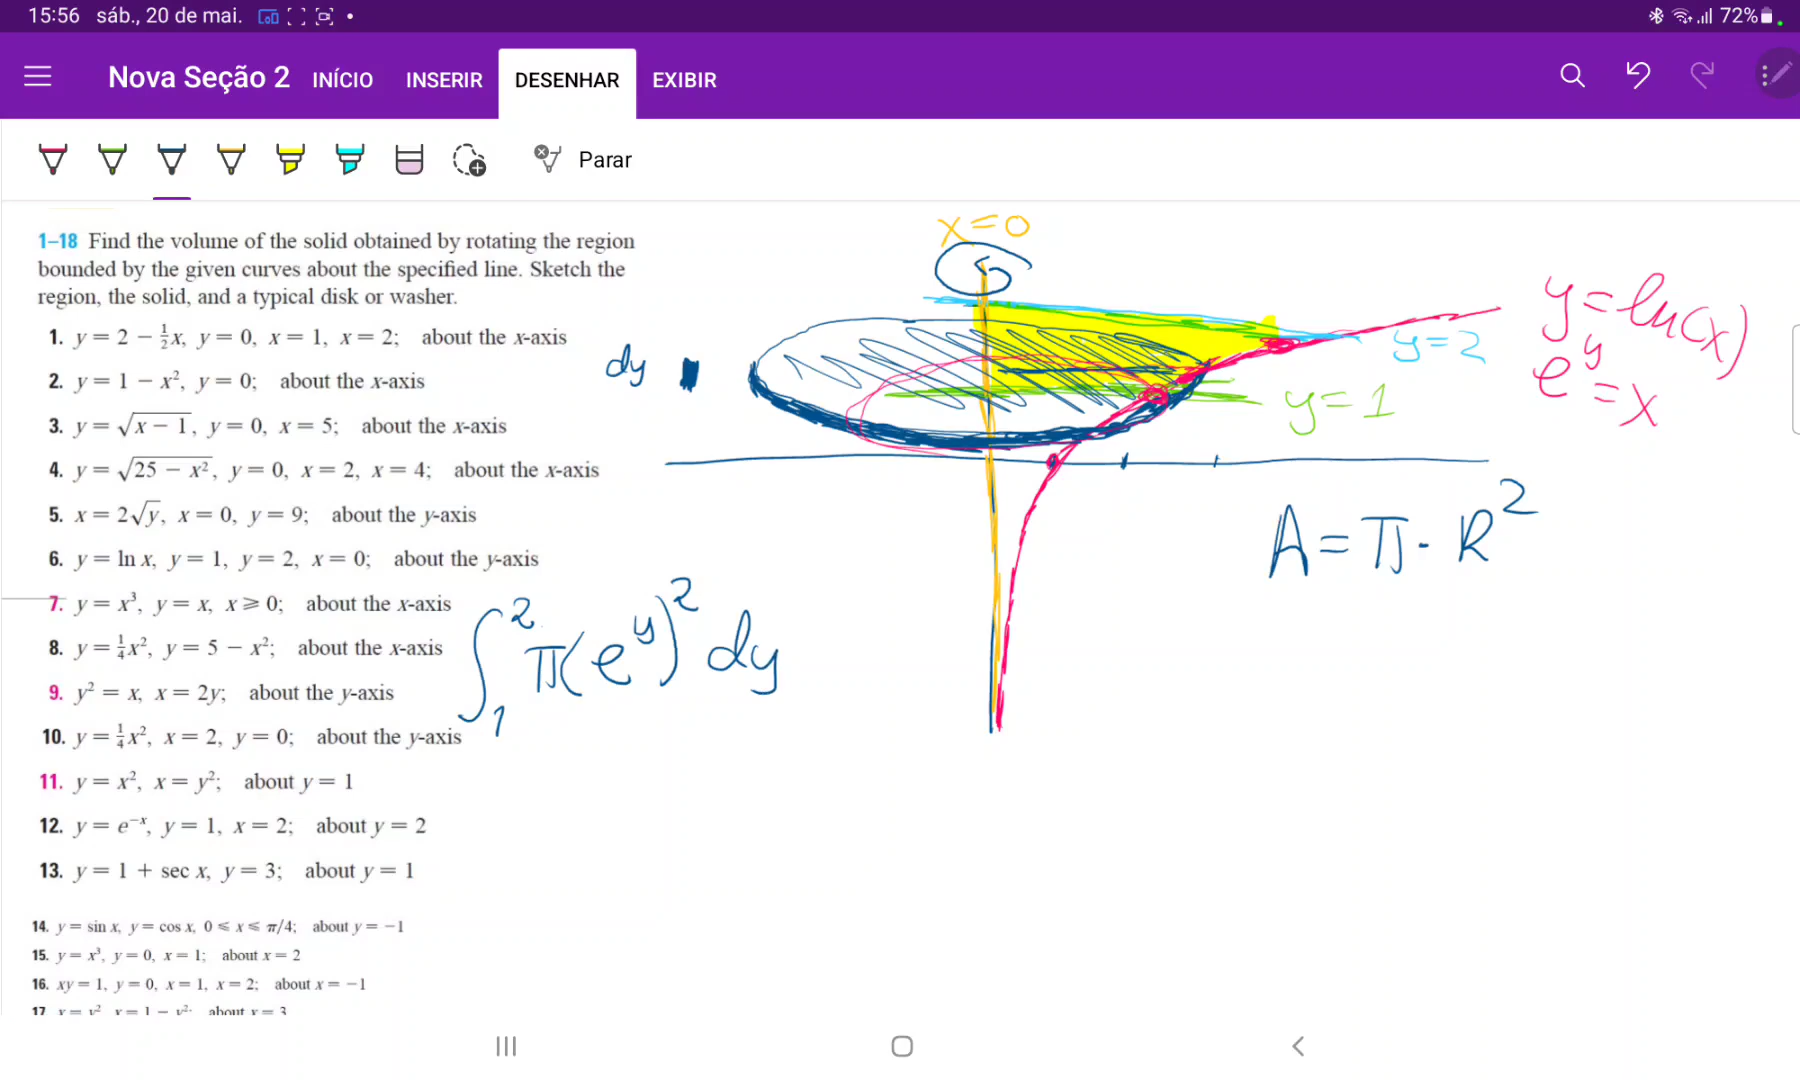 15:56 sáb., 20 de mai. 72%
Nova Seção 2 INÍCIO INSERIR DESENHAR EXIBIR
Parar
1–18 Find the volume of the solid obtained by rotating the region
bounded by the given curves about the specified line. Sketch the
region, the solid, and a typical disk or washer.
1. y = 2 − ½x, y = 0, x = 1, x = 2; about the x-axis
2. y = 1 − x², y = 0; about the x-axis
3. y = √(x − 1), y = 0, x = 5; about the x-axis
4. y = √(25 − x²), y = 0, x = 2, x = 4; about the x-axis
5. x = 2√y, x = 0, y = 9; about the y-axis
6. y = ln x, y = 1, y = 2, x = 0; about the y-axis
7. y = x³, y = x, x ⩾ 0; about the x-axis
8. y = ¼x², y = 5 − x²; about the x-axis
9. y² = x, x = 2y; about the y-axis
10. y = ¼x², x = 2, y = 0; about the y-axis
11. y = x², x = y²; about y = 1
12. y = e⁻ˣ, y = 1, x = 2; about y = 2
13. y = 1 + sec x, y = 3; about y = 1
14. y = sin x, y = cos x, 0 ⩽ x ⩽ π/4; about y = −1
15. y = x³, y = 0, x = 1; about x = 2
16. xy = 1, y = 0, x = 1, x = 2; about x = −1
17. x = y², x = 1 − y²; about x = 3
x = 0
dy
y = ln(x)
y = 2
e^y = x
y = 1
A = π · R²
∫₁² π(e^y)² dy